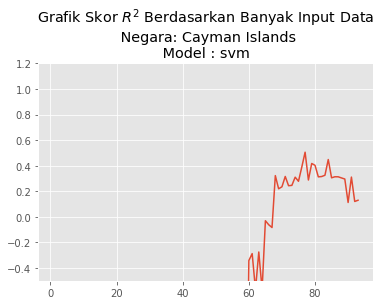 Grafik Skor $R^2$ Berdasarkan Banyak Input Data
Negara: Cayman Islands
Model : svm
1.2
1.0
0.8
0.6
0.4
0.2
0.0
−0.2
−0.4
0 20 40 60 80